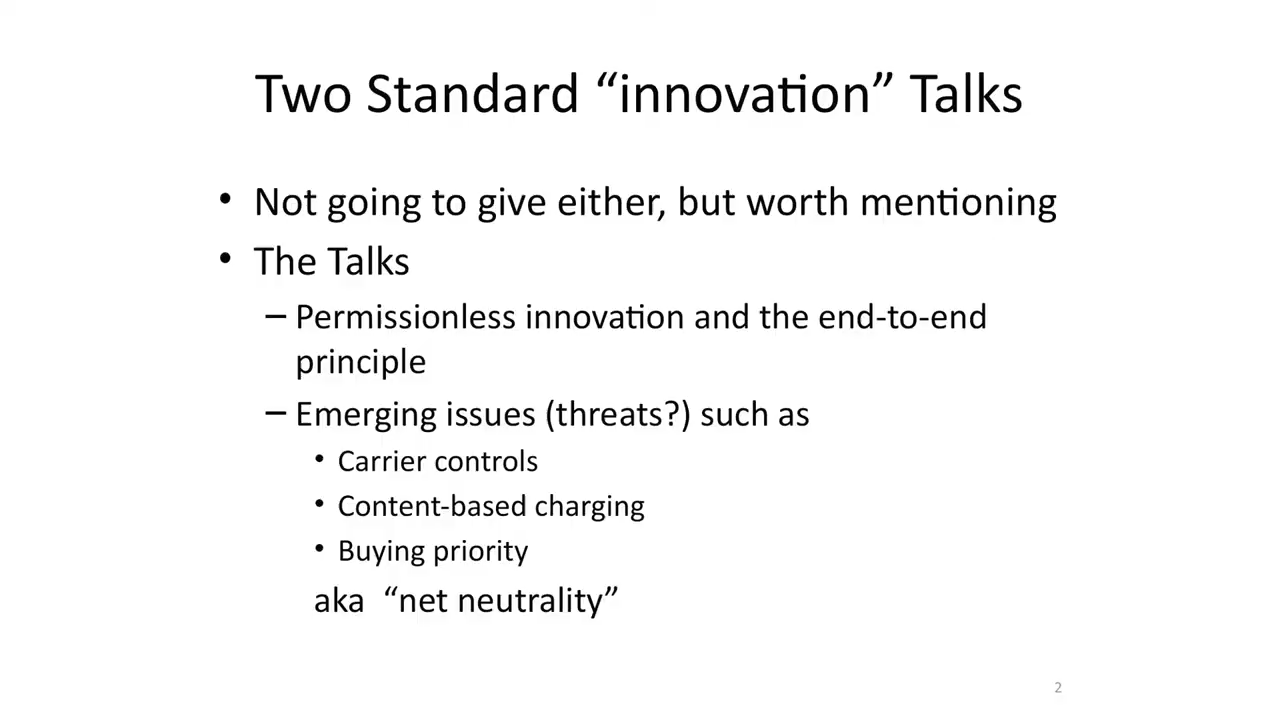 Two Standard “innovation” Talks
• Not going to give either, but worth mentioning
• The Talks
– Permissionless innovation and the end-to-end
principle
– Emerging issues (threats?) such as
• Carrier controls
• Content-based charging
• Buying priority
aka “net neutrality”
2